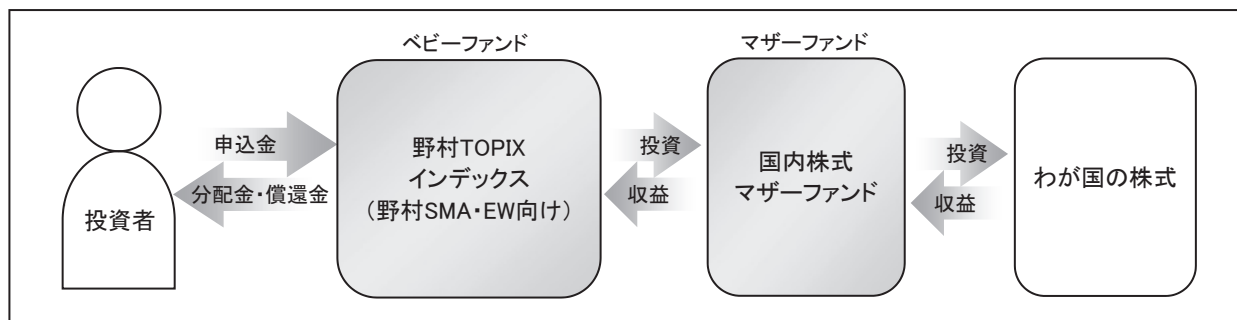 ベビーファンド
マザーファンド
投資者
申込金
分配金・償還金
野村TOPIX
インデックス
（野村SMA・EW向け）
投資
収益
国内株式
マザーファンド
投資
収益
わが国の株式